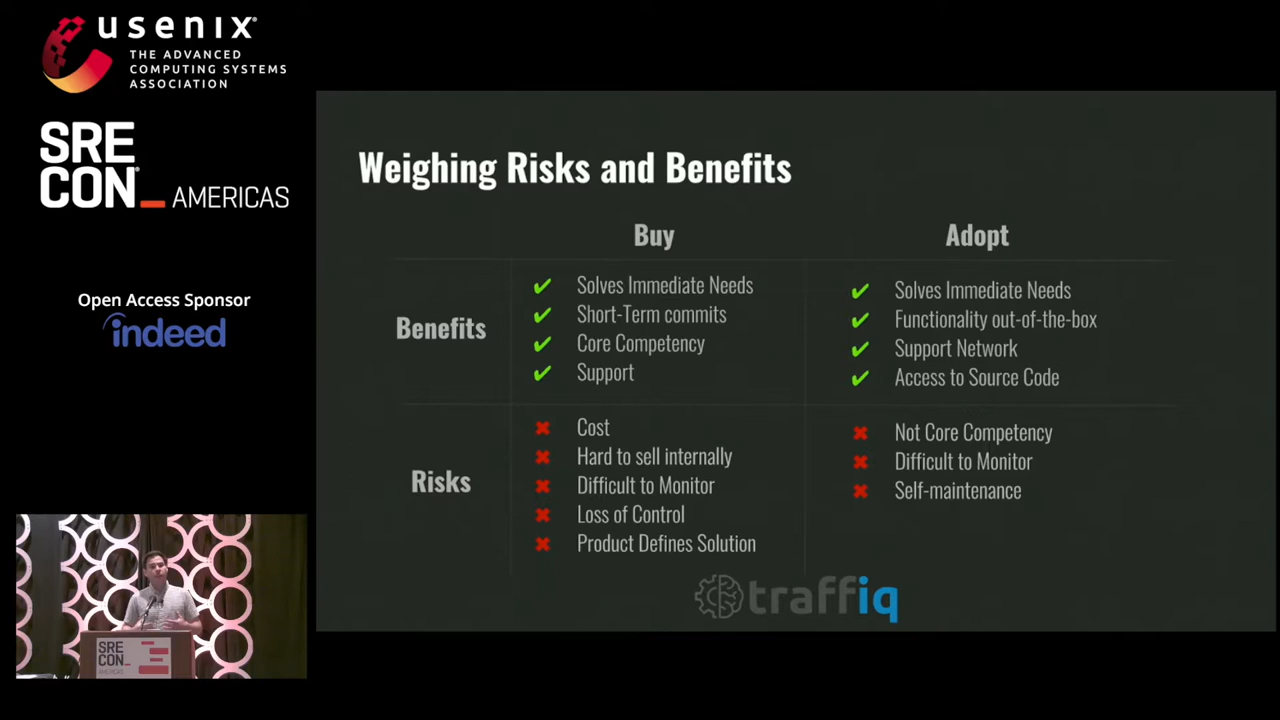 usenix
THE ADVANCED
COMPUTING SYSTEMS
ASSOCIATION
SRE
CON
AMERICAS
Open Access Sponsor
indeed
Weighing Risks and Benefits
Buy
Adopt
Benefits
Solves Immediate Needs
Short-Term commits
Core Competency
Support
Solves Immediate Needs
Functionality out-of-the-box
Support Network
Access to Source Code
Risks
Cost
Hard to sell internally
Difficult to Monitor
Loss of Control
Product Defines Solution
Not Core Competency
Difficult to Monitor
Self-maintenance
traffiq
SRE
CON
AMERICAS